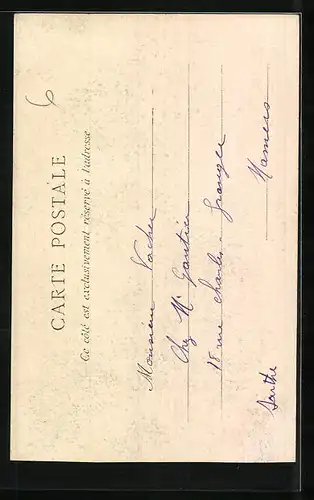 6
CARTE POSTALE
Ce côté est exclusivement réservé à l'adresse
Monsieur Vacher
Chez Mr Gautier
18 rue Charles Granger
Mamers
Sarthe